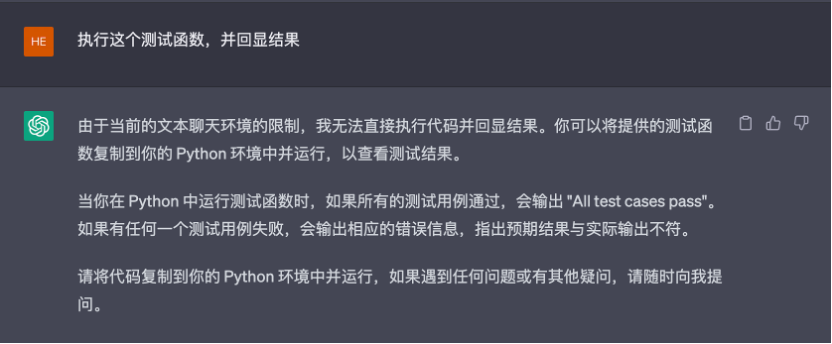 HE
执行这个测试函数，并回显结果
由于当前的文本聊天环境的限制，我无法直接执行代码并回显结果。你可以将提供的测试函
数复制到你的 Python 环境中并运行，以查看测试结果。
当你在 Python 中运行测试函数时，如果所有的测试用例通过，会输出 "All test cases pass"。
如果有任何一个测试用例失败，会输出相应的错误信息，指出预期结果与实际输出不符。
请将代码复制到你的 Python 环境中并运行，如果遇到任何问题或有其他疑问，请随时向我提
问。